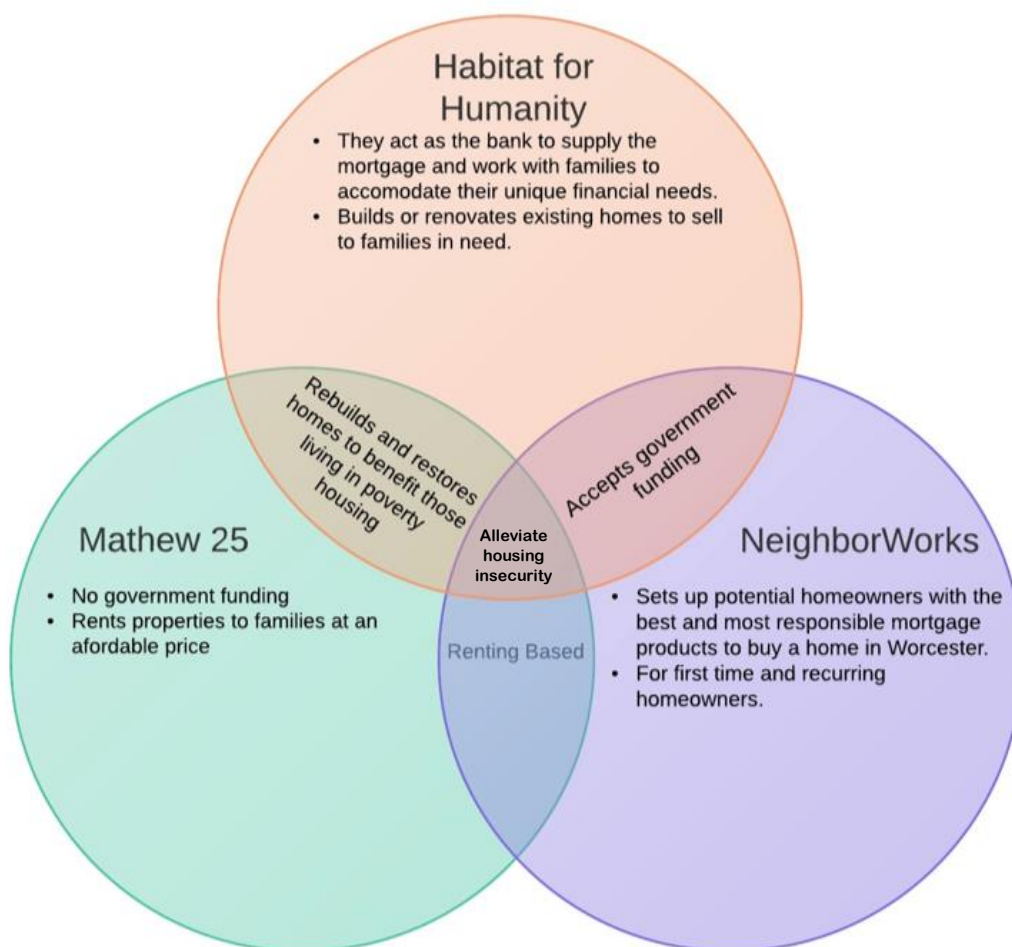 Habitat for
Humanity
• They act as the bank to supply the
mortgage and work with families to
accomodate their unique financial needs.
• Builds or renovates existing homes to sell
to families in need.
Rebuilds and restores
homes to benefit those
living in poverty
housing
Accepts government
funding
Alleviate
housing
insecurity
Mathew 25
• No government funding
• Rents properties to families at an
afordable price
Renting Based
NeighborWorks
• Sets up potential homeowners with the
best and most responsible mortgage
products to buy a home in Worcester.
• For first time and recurring
homeowners.